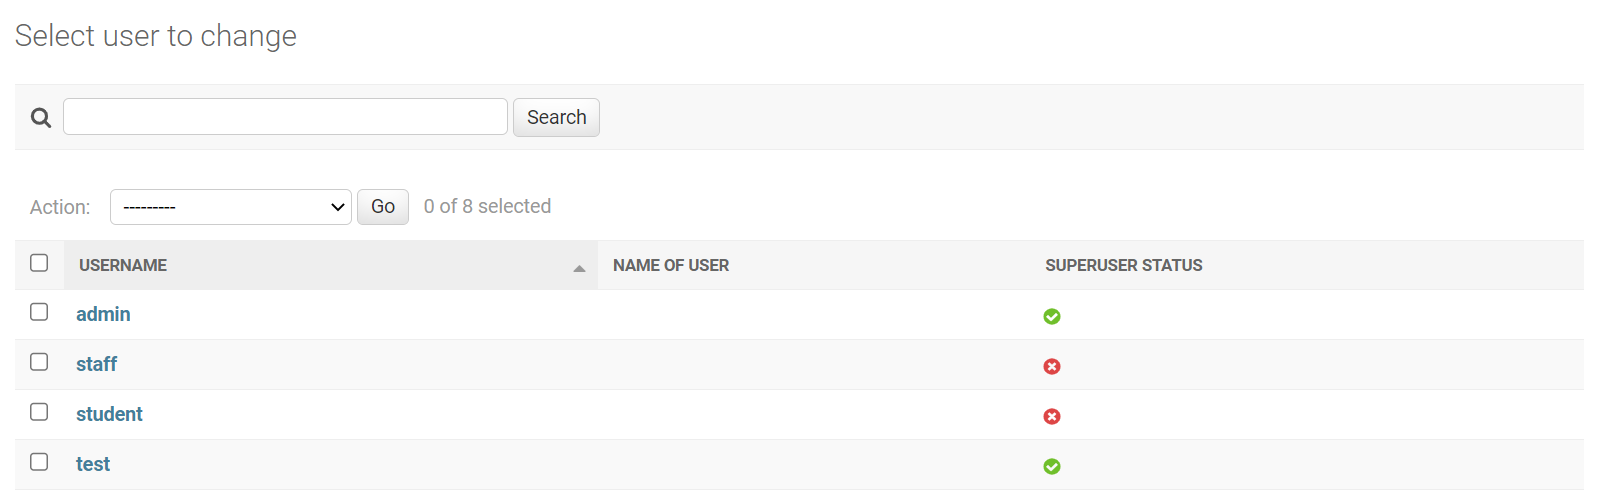 Select user to change
Search
Action: --------- Go 0 of 8 selected
USERNAME NAME OF USER SUPERUSER STATUS
admin
staff
student
test